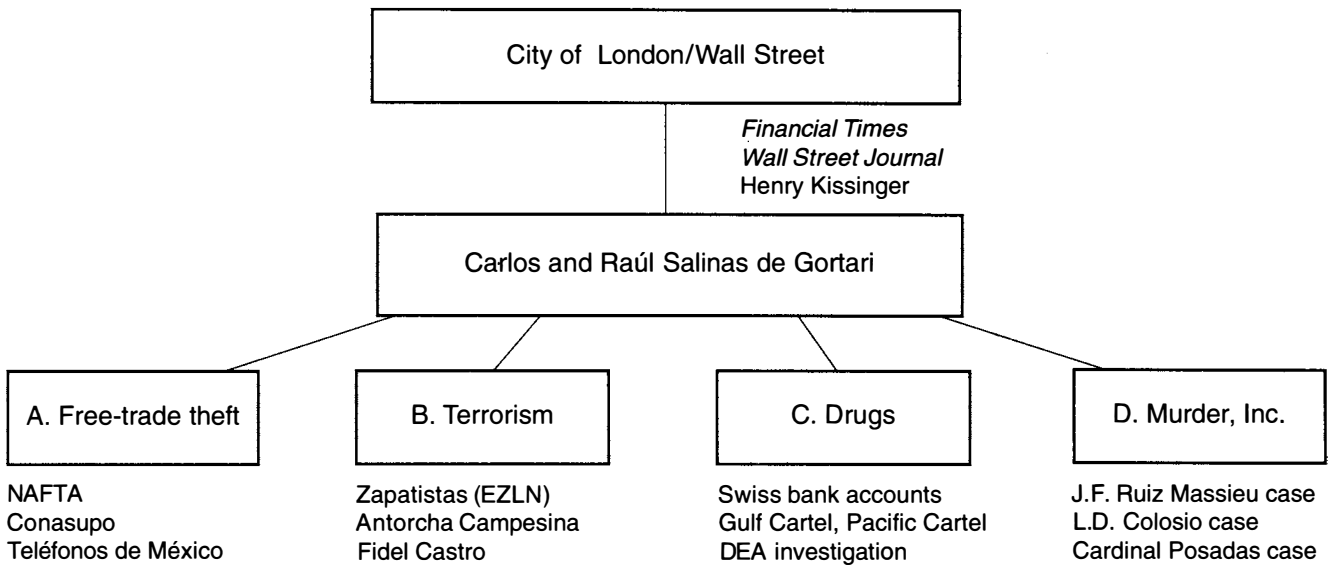 City of London/Wall Street
Financial Times
Wall Street Journal
Henry Kissinger
Carlos and Raúl Salinas de Gortari
A. Free-trade theft
NAFTA
Conasupo
Teléfonos de México
B. Terrorism
Zapatistas (EZLN)
Antorcha Campesina
Fidel Castro
C. Drugs
Swiss bank accounts
Gulf Cartel, Pacific Cartel
DEA investigation
D. Murder, Inc.
J.F. Ruiz Massieu case
L.D. Colosio case
Cardinal Posadas case